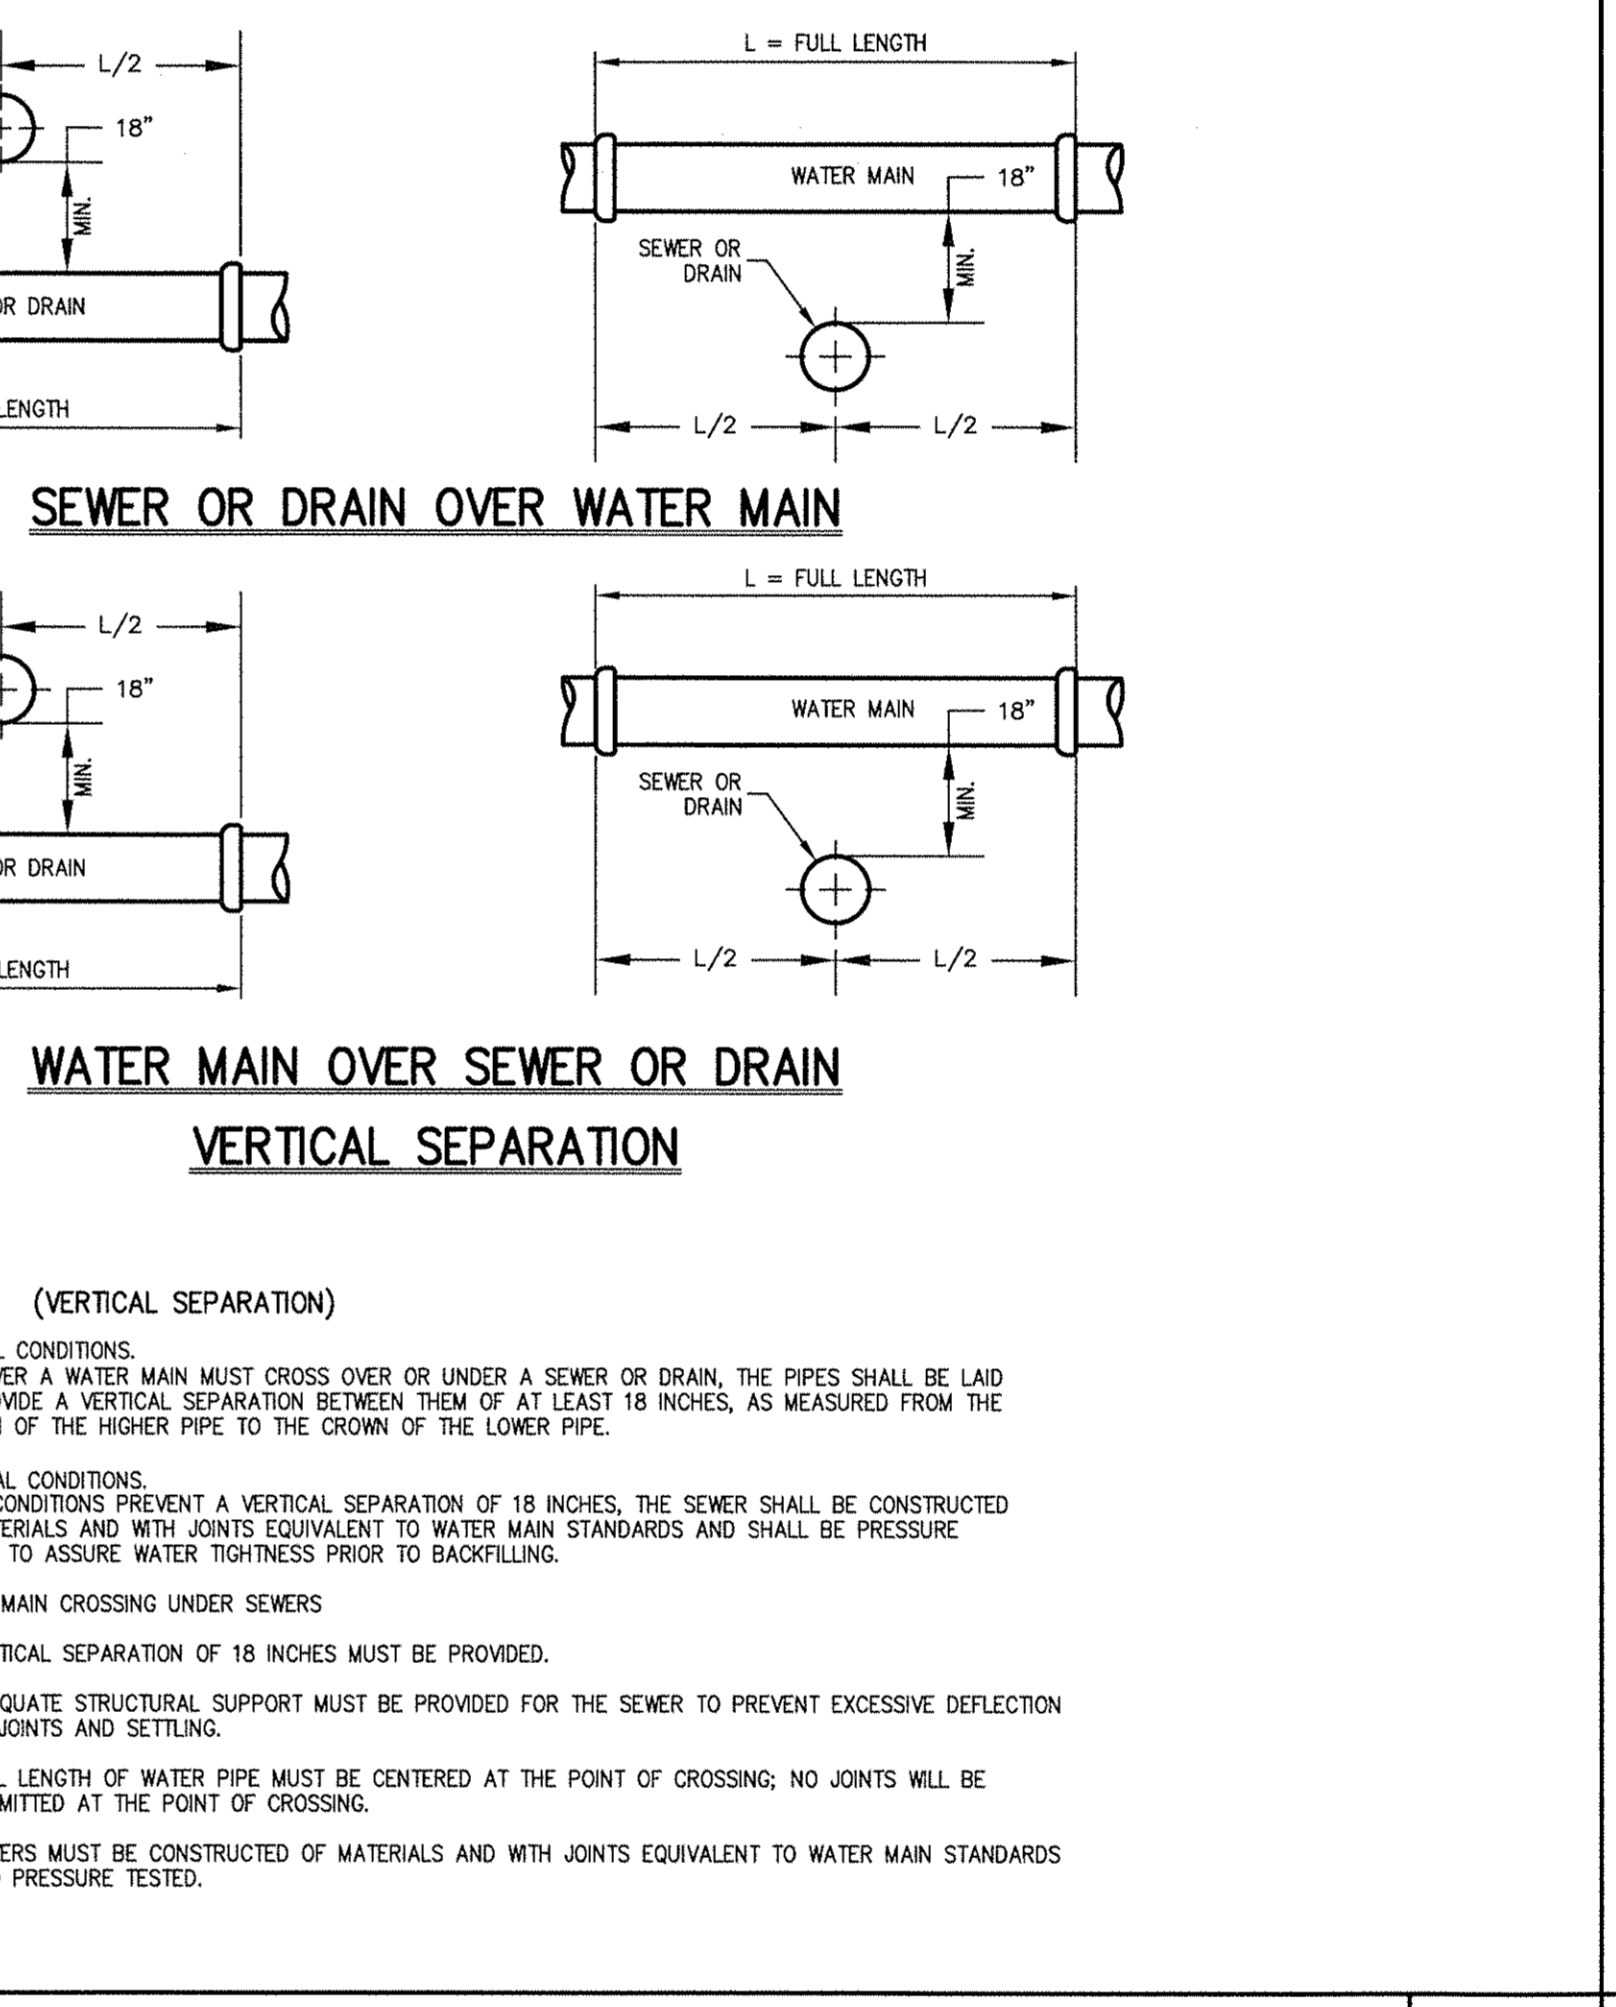 L/2
L = FULL LENGTH
18"
MIN.
WATER MAIN
18"
SEWER OR
DRAIN
MIN.
OR DRAIN
LENGTH
L/2
L/2
SEWER OR DRAIN OVER WATER MAIN
L/2
L = FULL LENGTH
18"
MIN.
WATER MAIN
18"
SEWER OR
DRAIN
MIN.
OR DRAIN
LENGTH
L/2
L/2
WATER MAIN OVER SEWER OR DRAIN
VERTICAL SEPARATION
(VERTICAL SEPARATION)
L CONDITIONS.
VER A WATER MAIN MUST CROSS OVER OR UNDER A SEWER OR DRAIN, THE PIPES SHALL BE LAID
OVIDE A VERTICAL SEPARATION BETWEEN THEM OF AT LEAST 18 INCHES, AS MEASURED FROM THE
OF THE HIGHER PIPE TO THE CROWN OF THE LOWER PIPE.
AL CONDITIONS.
CONDITIONS PREVENT A VERTICAL SEPARATION OF 18 INCHES, THE SEWER SHALL BE CONSTRUCTED
TERIALS AND WITH JOINTS EQUIVALENT TO WATER MAIN STANDARDS AND SHALL BE PRESSURE
TO ASSURE WATER TIGHTNESS PRIOR TO BACKFILLING.
MAIN CROSSING UNDER SEWERS
TICAL SEPARATION OF 18 INCHES MUST BE PROVIDED.
QUATE STRUCTURAL SUPPORT MUST BE PROVIDED FOR THE SEWER TO PREVENT EXCESSIVE DEFLECTION
JOINTS AND SETTLING.
L LENGTH OF WATER PIPE MUST BE CENTERED AT THE POINT OF CROSSING; NO JOINTS WILL BE
MITTED AT THE POINT OF CROSSING.
ERS MUST BE CONSTRUCTED OF MATERIALS AND WITH JOINTS EQUIVALENT TO WATER MAIN STANDARDS
PRESSURE TESTED.